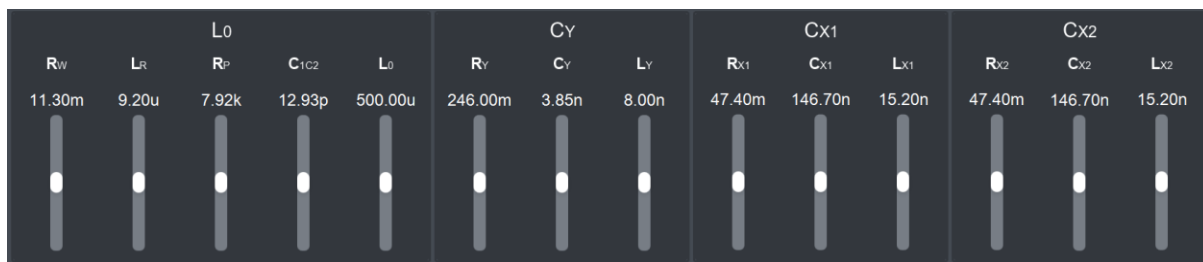 L0 CY CX1 CX2
RW LR RP C1C2 L0 RY CY LY RX1 CX1 LX1 RX2 CX2 LX2
11.30m 9.20u 7.92k 12.93p 500.00u 246.00m 3.85n 8.00n 47.40m 146.70n 15.20n 47.40m 146.70n 15.20n